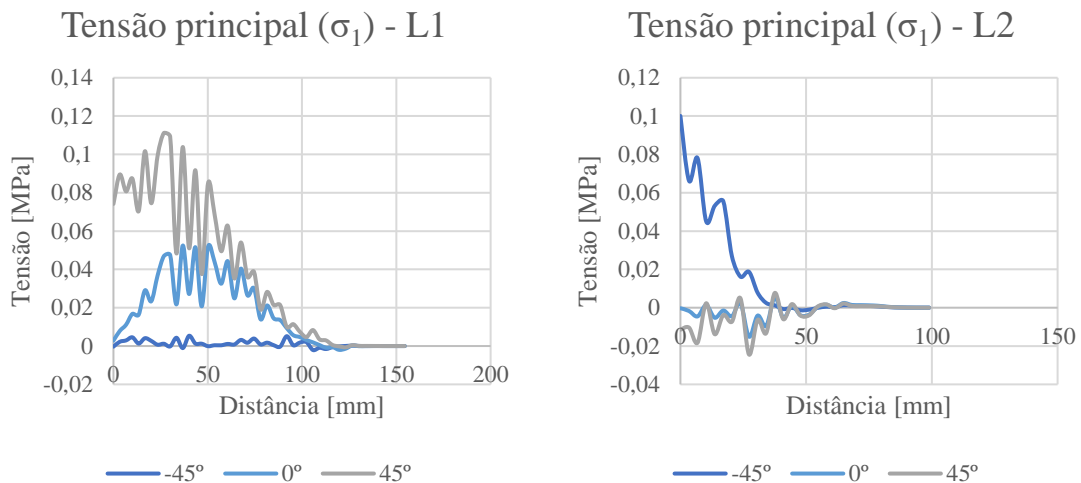 Tensão principal (σ₁) - L1
0,14
0,12
0,1
0,08
0,06
0,04
0,02
0
-0,02
Tensão [MPa]
0 50 100 150 200
Distância [mm]
-45º 0º 45º
Tensão principal (σ₁) - L2
0,12
0,1
0,08
0,06
0,04
0,02
0
-0,02
-0,04
Tensão [MPa]
0 50 100 150
Distância [mm]
-45º 0º 45º